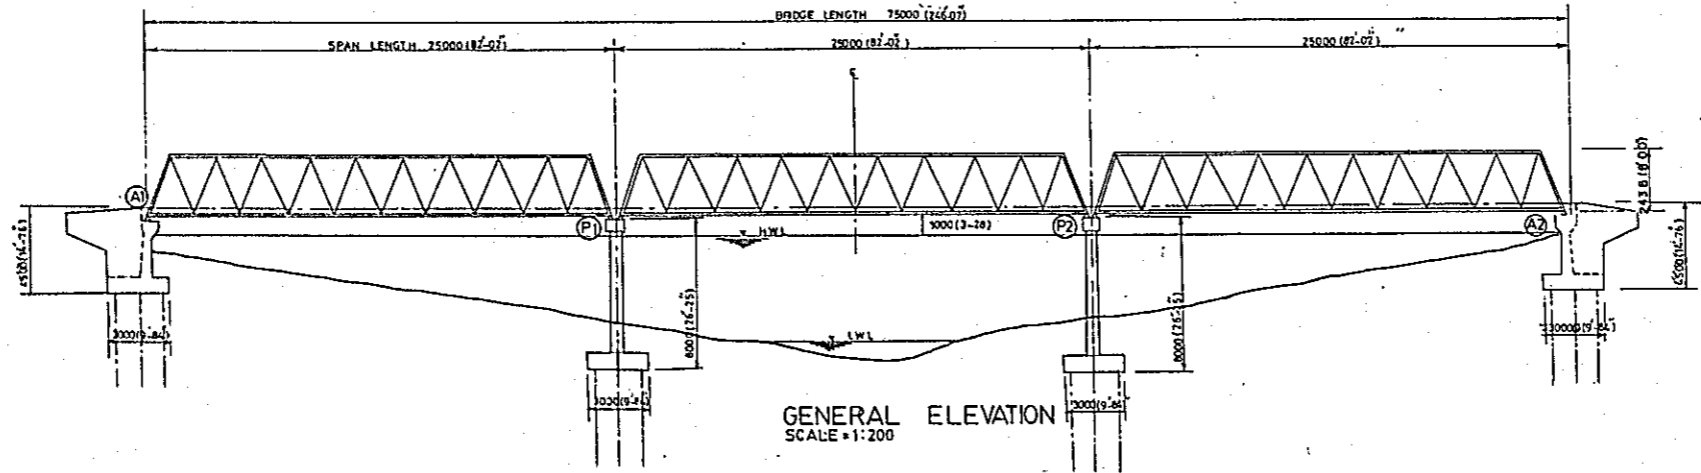 BRIDGE LENGTH 75000 (246'-07")
SPAN LENGTH 25000 (82'-02")
25000 (82'-02")
25000 (82'-02")
℄
A1
P1
P2
A2
H.W.L
1000 (3'-28)
L.W.L
4500 (14'-76)
3000 (9'-84)
8000 (26'-25)
3000 (9'-84)
8000 (26'-25)
3000 (9'-84)
2438 (8'00")
4500 (14'-76)
GENERAL ELEVATION
SCALE = 1:200